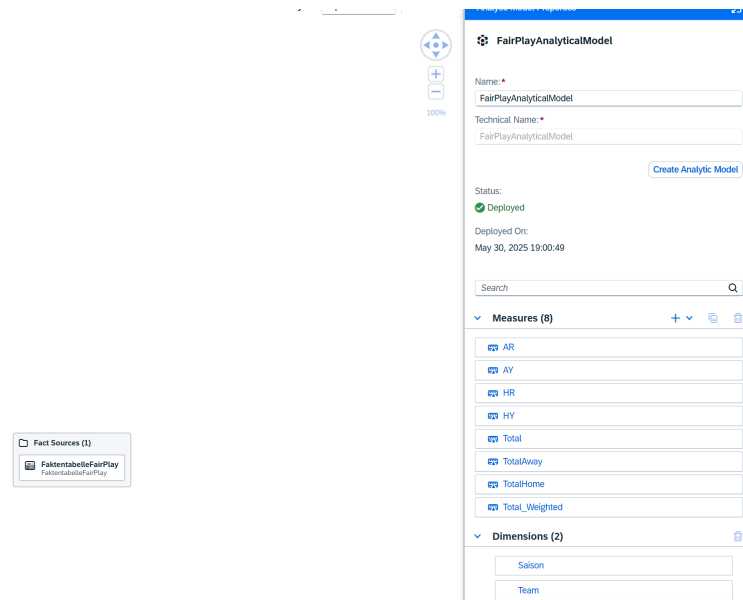 FairPlayAnalyticalModel
Name:*
FairPlayAnalyticalModel
Technical Name:*
FairPlayAnalyticalModel
Create Analytic Model
Status:
Deployed
Deployed On:
May 30, 2025 19:00:49
Search
Measures (8)
AR
AY
HR
HY
Total
TotalAway
TotalHome
Total_Weighted
Dimensions (2)
Saison
Team
100%
Fact Sources (1)
FaktentabelleFairPlay
FaktentabelleFairPlay